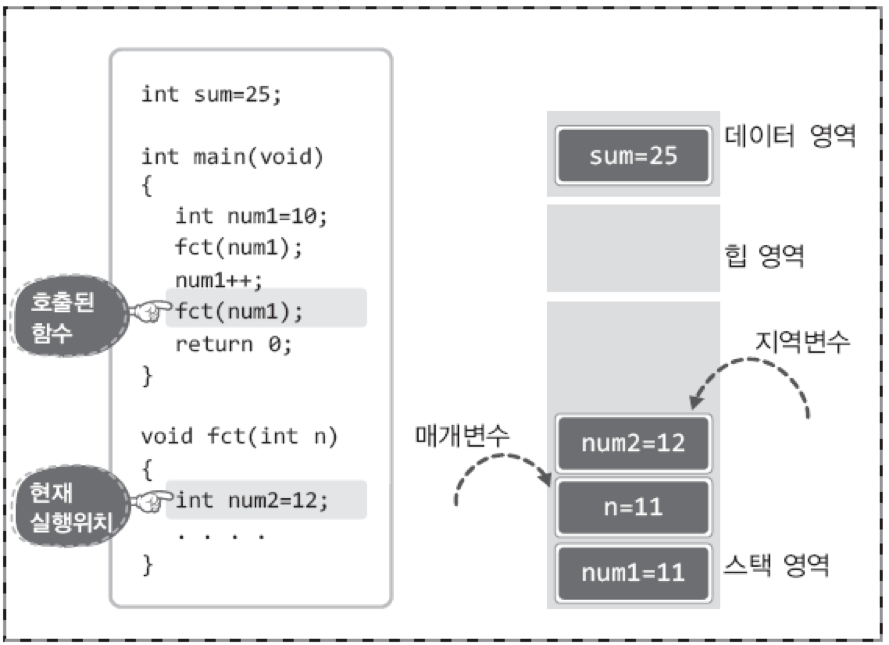 int sum=25;
int main(void)
{
int num1=10;
fct(num1);
num1++;
fct(num1);
return 0;
}
void fct(int n)
{
int num2=12;
. . . .
}
호출된
함수
현재
실행위치
sum=25
데이터 영역
힙 영역
지역변수
매개변수
num2=12
n=11
num1=11
스택 영역